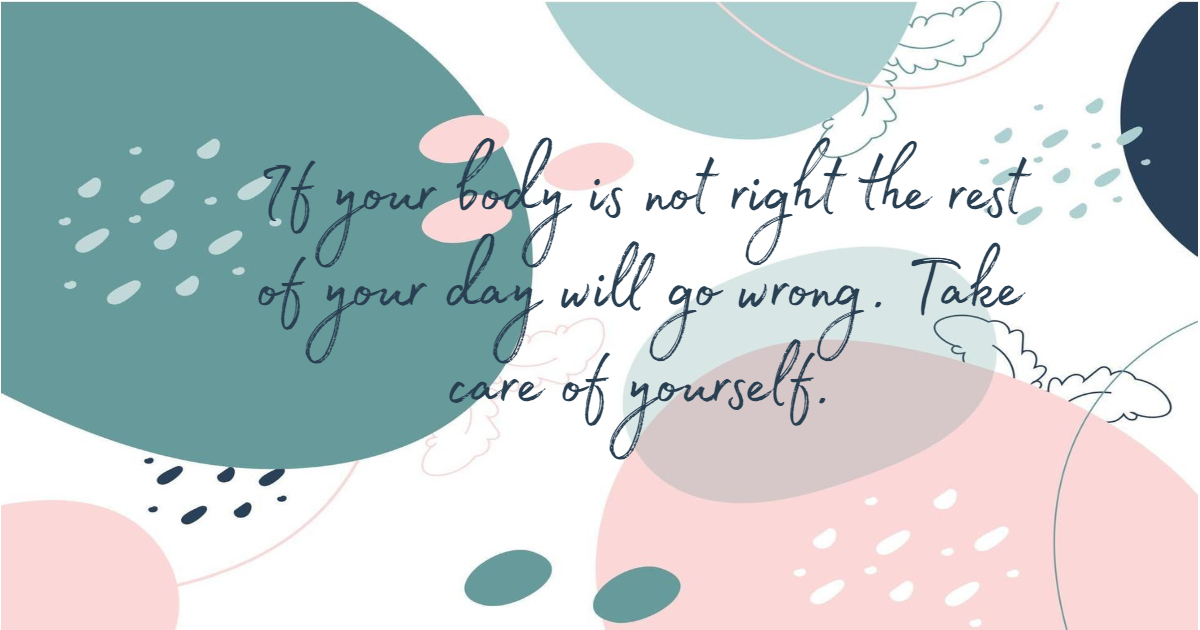 If your body is not right the rest
of your day will go wrong. Take
care of yourself.